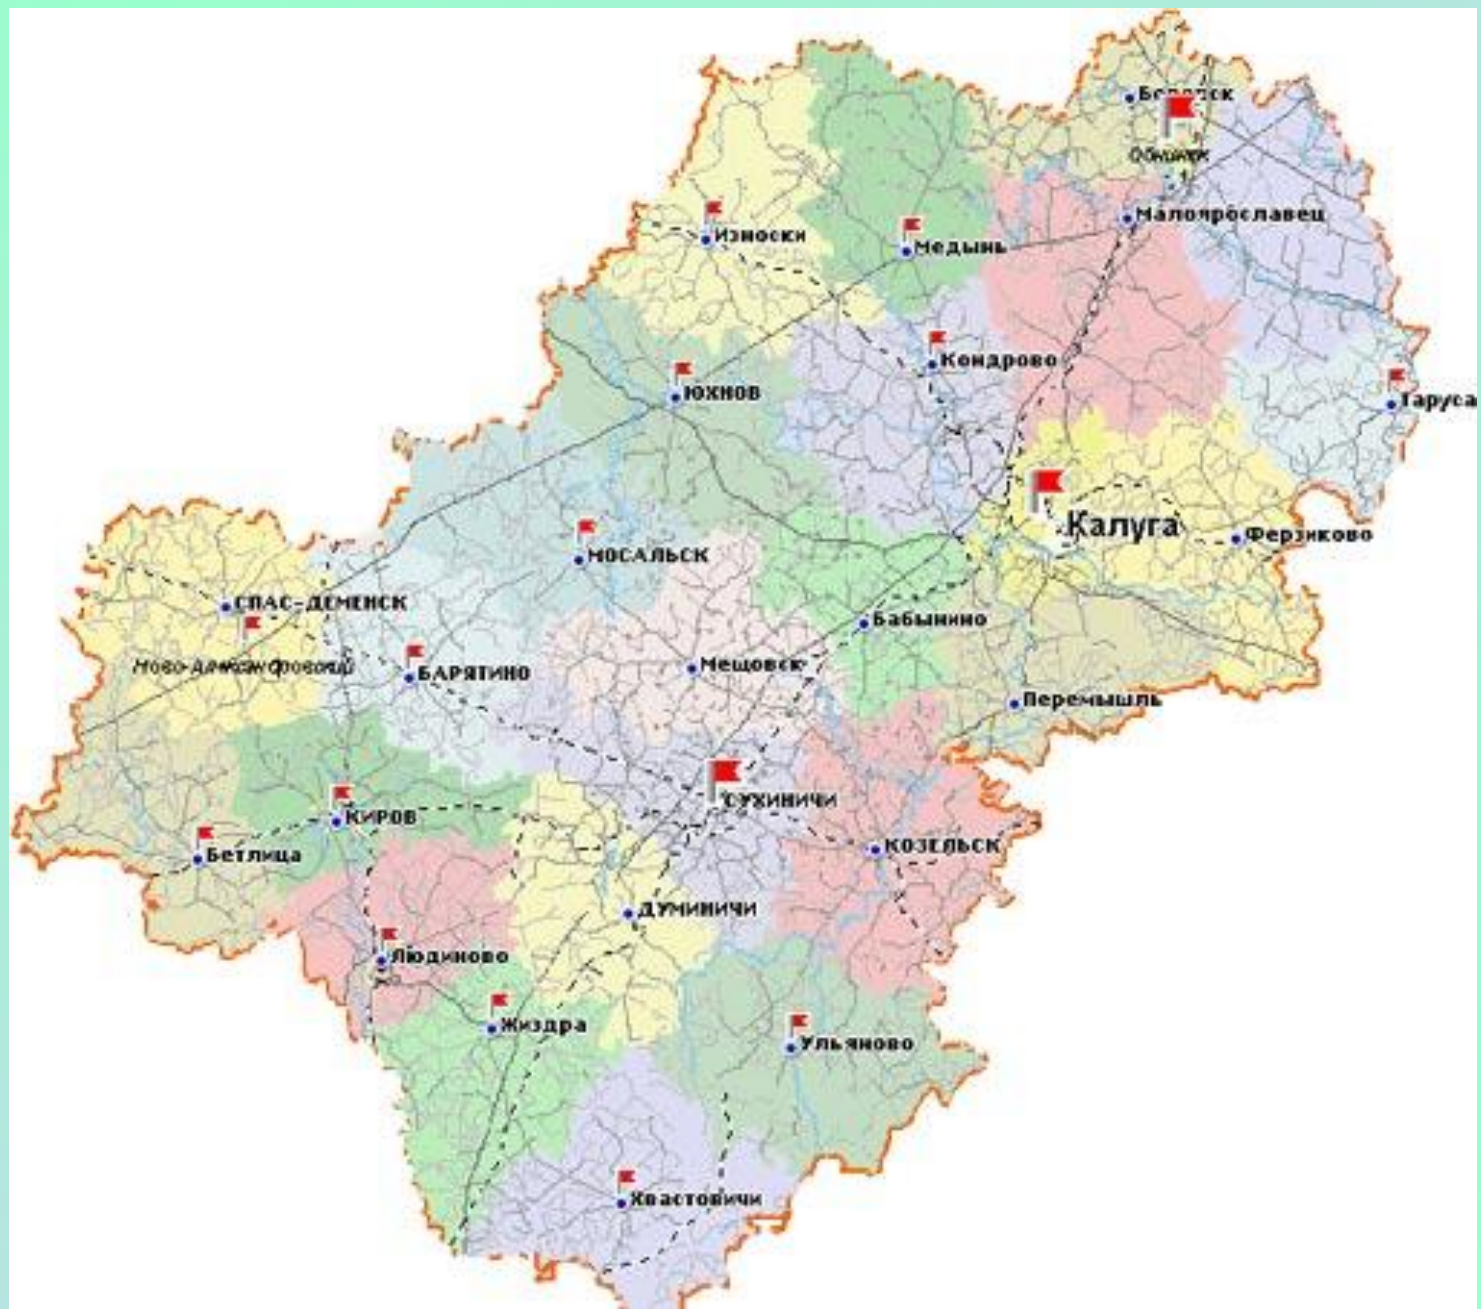 Боровск
Обнинск
Малоярославец
Износки
Медынь
Кондрово
ЮХНОВ
Таруса
Калуга
Ферзиково
МОСАЛЬСК
СПАС-ДЕМЕНСК
Бабынино
Мещовск
БАРЯТИНО
Перемышль
СУХИНИЧИ
КИРОВ
КОЗЕЛЬСК
Бетлица
ДУМИНИЧИ
Людиново
Жиздра
Ульяново
Хвастовичи